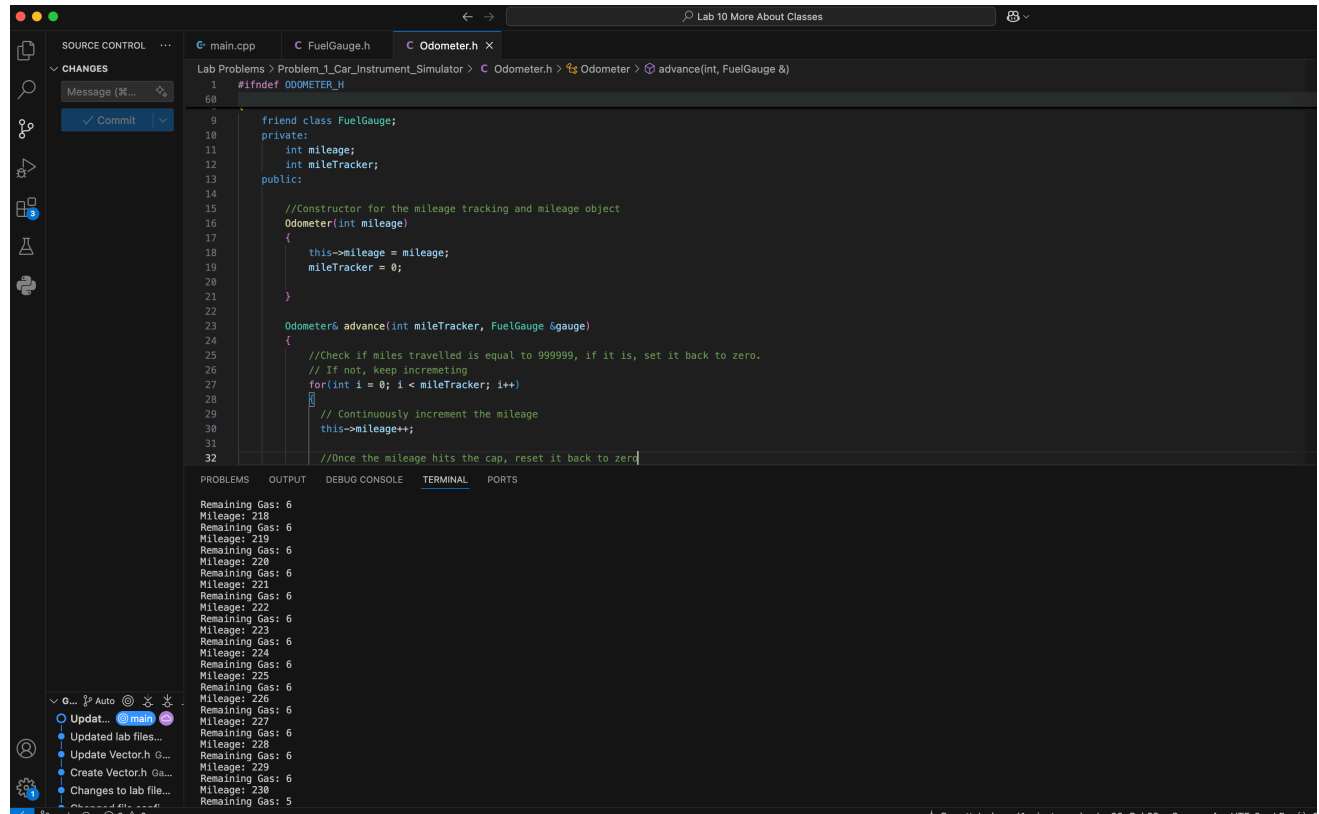 Lab 10 More About Classes
SOURCE CONTROL ...
CHANGES
Message (⌘...
Commit
3
1
G... Auto
Updat... main
Updated lab files...
Update Vector.h G...
Create Vector.h Ga...
Changes to lab file...
main.cpp
C FuelGauge.h
C Odometer.h ×
Lab Problems > Problem_1_Car_Instrument_Simulator > C Odometer.h > Odometer > advance(int, FuelGauge &)
1 #ifndef ODOMETER_H
60
9 friend class FuelGauge;
10 private:
11 int mileage;
12 int mileTracker;
13 public:
14
15 //Constructor for the mileage tracking and mileage object
16 Odometer(int mileage)
17 {
18 this->mileage = mileage;
19 mileTracker = 0;
20
21 }
22
23 Odometer& advance(int mileTracker, FuelGauge &gauge)
24 {
25 //Check if miles travelled is equal to 999999, if it is, set it back to zero.
26 // If not, keep incremeting
27 for(int i = 0; i < mileTracker; i++)
28 {
29 // Continuously increment the mileage
30 this->mileage++;
31
32 //Once the mileage hits the cap, reset it back to zero
PROBLEMS OUTPUT DEBUG CONSOLE TERMINAL PORTS
Remaining Gas: 6
Mileage: 218
Remaining Gas: 6
Mileage: 219
Remaining Gas: 6
Mileage: 220
Remaining Gas: 6
Mileage: 221
Remaining Gas: 6
Mileage: 222
Remaining Gas: 6
Mileage: 223
Remaining Gas: 6
Mileage: 224
Remaining Gas: 6
Mileage: 225
Remaining Gas: 6
Mileage: 226
Remaining Gas: 6
Mileage: 227
Remaining Gas: 6
Mileage: 228
Remaining Gas: 6
Mileage: 229
Remaining Gas: 6
Mileage: 230
Remaining Gas: 5